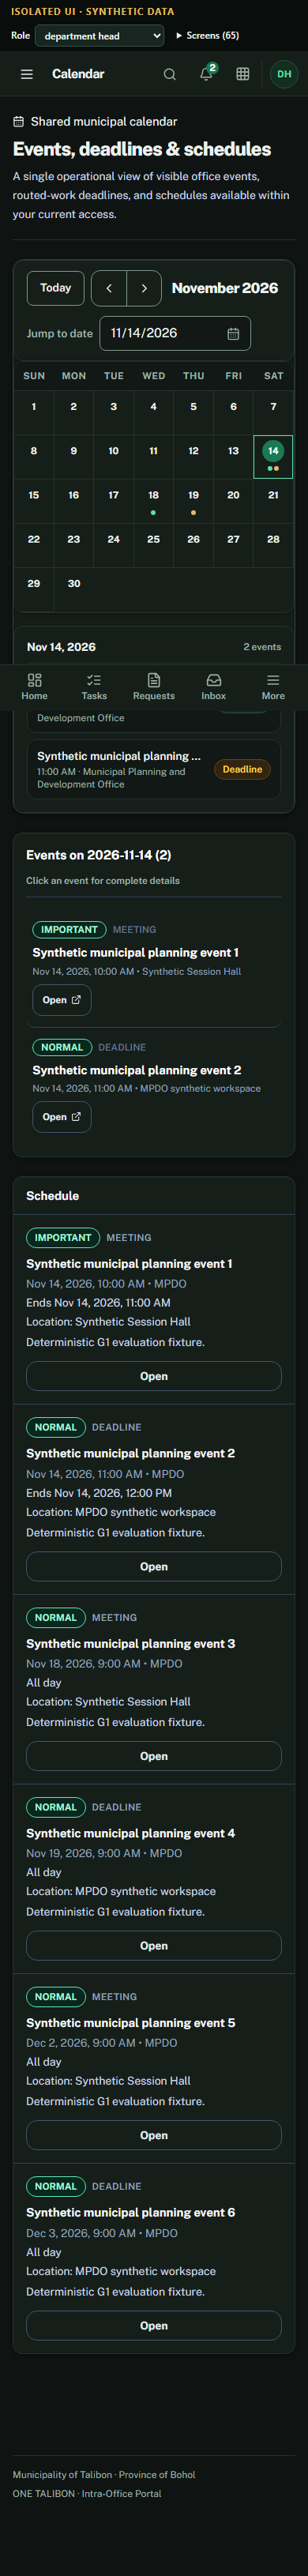 ISOLATED UI · SYNTHETIC DATA
Role department head Screens (65)
Calendar 2 DH
Shared municipal calendar
Events, deadlines & schedules
A single operational view of visible office events,
routed-work deadlines, and schedules available within
your current access.
Today November 2026
Jump to date 11/14/2026
SUN MON TUE WED THU FRI SAT
1 2 3 4 5 6 7
8 9 10 11 12 13 14
15 16 17 18 19 20 21
22 23 24 25 26 27 28
29 30
Nov 14, 2026 2 events
Home Tasks Requests Inbox More
Development Office
Synthetic municipal planning ...
11:00 AM · Municipal Planning and
Development Office
Deadline
Events on 2026-11-14 (2)
Click an event for complete details
IMPORTANT MEETING
Synthetic municipal planning event 1
Nov 14, 2026, 10:00 AM • Synthetic Session Hall
Open
NORMAL DEADLINE
Synthetic municipal planning event 2
Nov 14, 2026, 11:00 AM • MPDO synthetic workspace
Open
Schedule
IMPORTANT MEETING
Synthetic municipal planning event 1
Nov 14, 2026, 10:00 AM • MPDO
Ends Nov 14, 2026, 11:00 AM
Location: Synthetic Session Hall
Deterministic G1 evaluation fixture.
Open
NORMAL DEADLINE
Synthetic municipal planning event 2
Nov 14, 2026, 11:00 AM • MPDO
Ends Nov 14, 2026, 12:00 PM
Location: MPDO synthetic workspace
Deterministic G1 evaluation fixture.
Open
NORMAL MEETING
Synthetic municipal planning event 3
Nov 18, 2026, 9:00 AM • MPDO
All day
Location: Synthetic Session Hall
Deterministic G1 evaluation fixture.
Open
NORMAL DEADLINE
Synthetic municipal planning event 4
Nov 19, 2026, 9:00 AM • MPDO
All day
Location: MPDO synthetic workspace
Deterministic G1 evaluation fixture.
Open
NORMAL MEETING
Synthetic municipal planning event 5
Dec 2, 2026, 9:00 AM • MPDO
All day
Location: Synthetic Session Hall
Deterministic G1 evaluation fixture.
Open
NORMAL DEADLINE
Synthetic municipal planning event 6
Dec 3, 2026, 9:00 AM • MPDO
All day
Location: MPDO synthetic workspace
Deterministic G1 evaluation fixture.
Open
Municipality of Talibon · Province of Bohol
ONE TALIBON · Intra-Office Portal